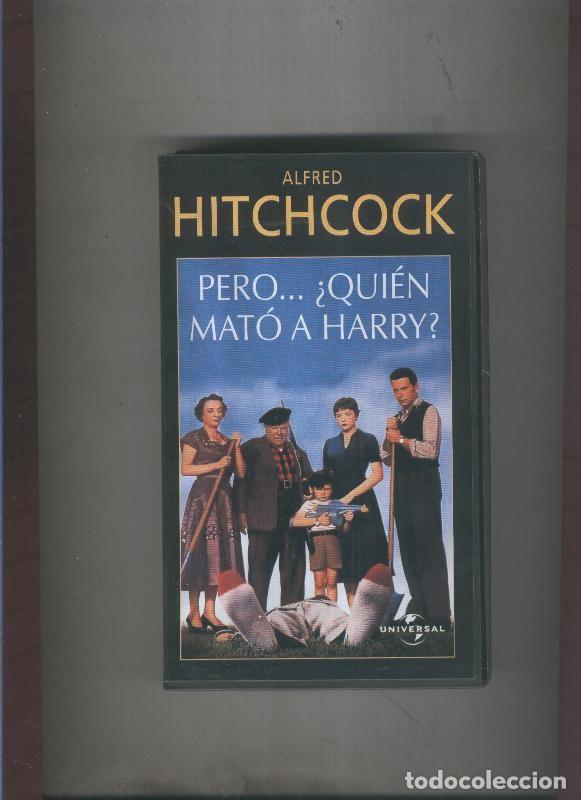 ALFRED
HITCHCOCK
PERO... ¿QUIÉN
MATÓ A HARRY?
UNIVERSAL
todocoleccion